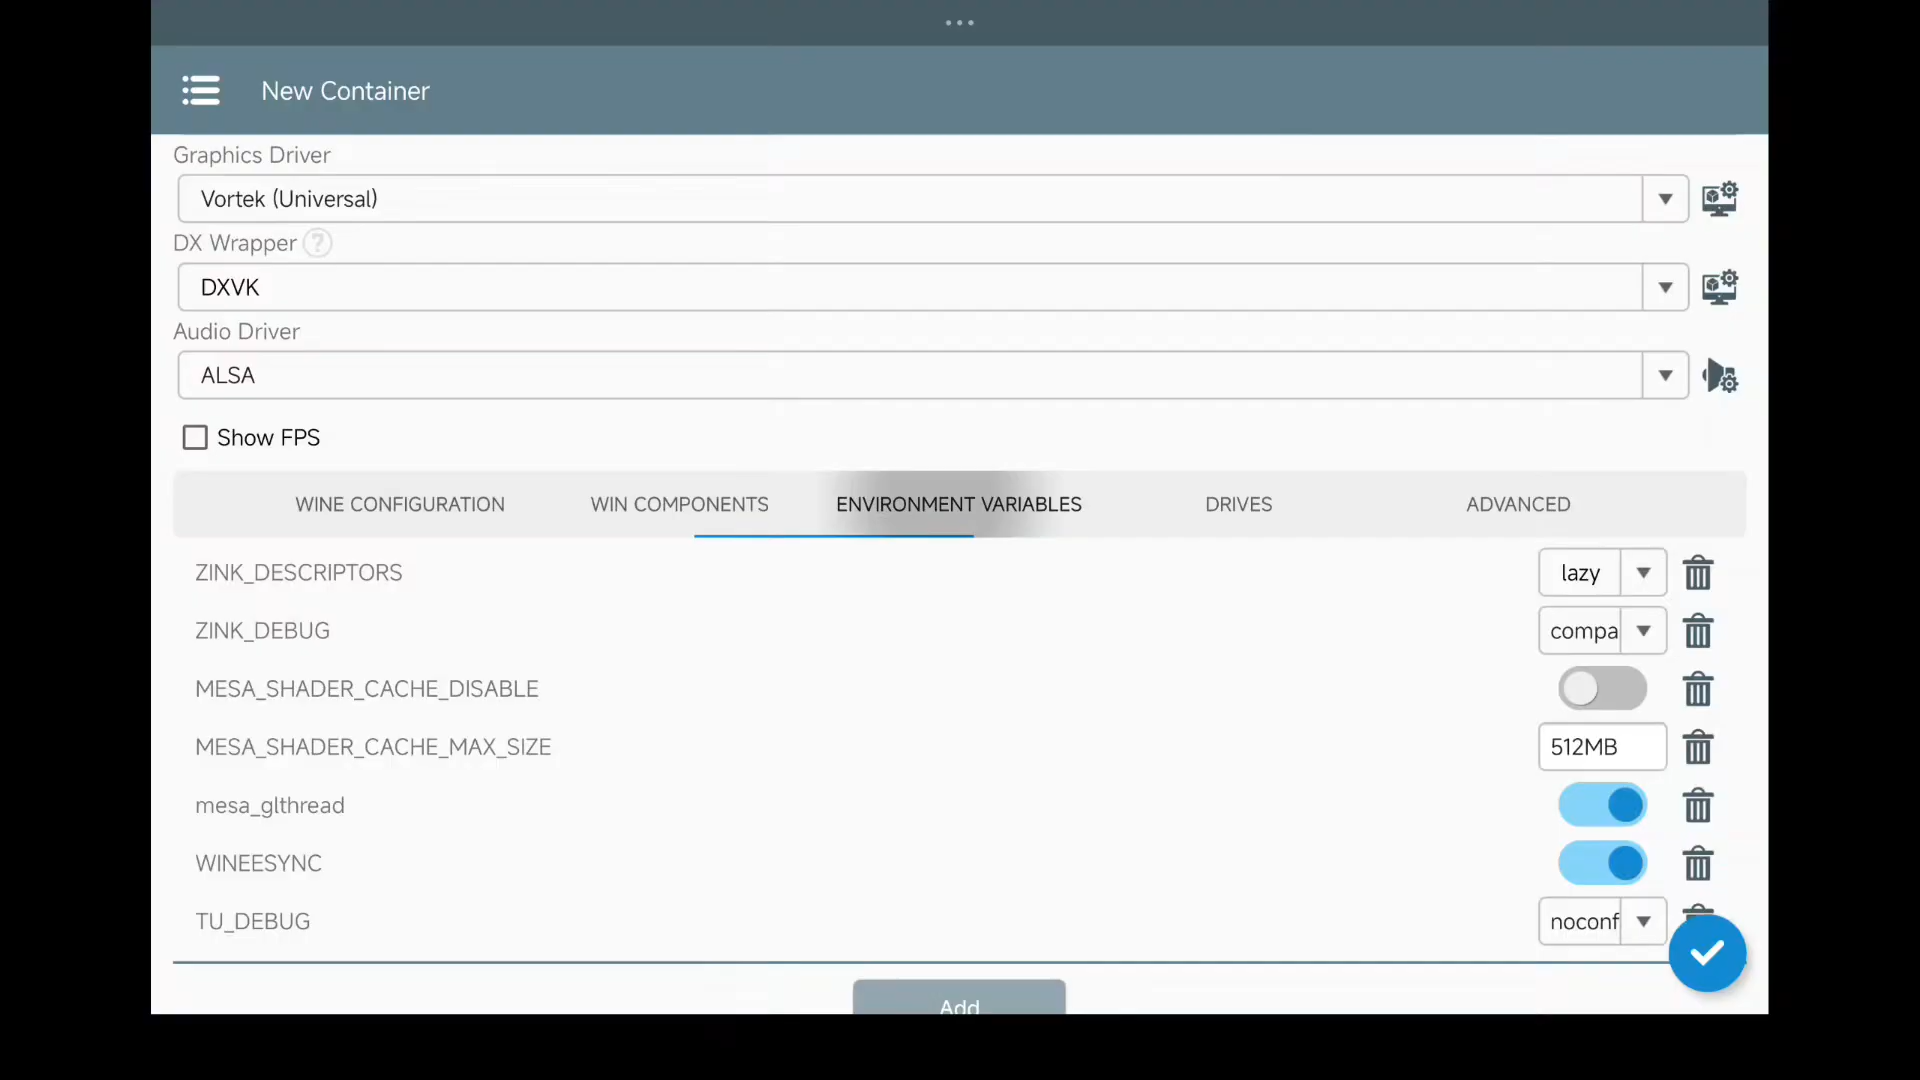 New Container
Graphics Driver
Vortek (Universal)
DX Wrapper ?
DXVK
Audio Driver
ALSA
Show FPS
WINE CONFIGURATION WIN COMPONENTS ENVIRONMENT VARIABLES DRIVES ADVANCED
ZINK_DESCRIPTORS lazy
ZINK_DEBUG compa
MESA_SHADER_CACHE_DISABLE
MESA_SHADER_CACHE_MAX_SIZE 512MB
mesa_glthread
WINEESYNC
TU_DEBUG noconf
Add